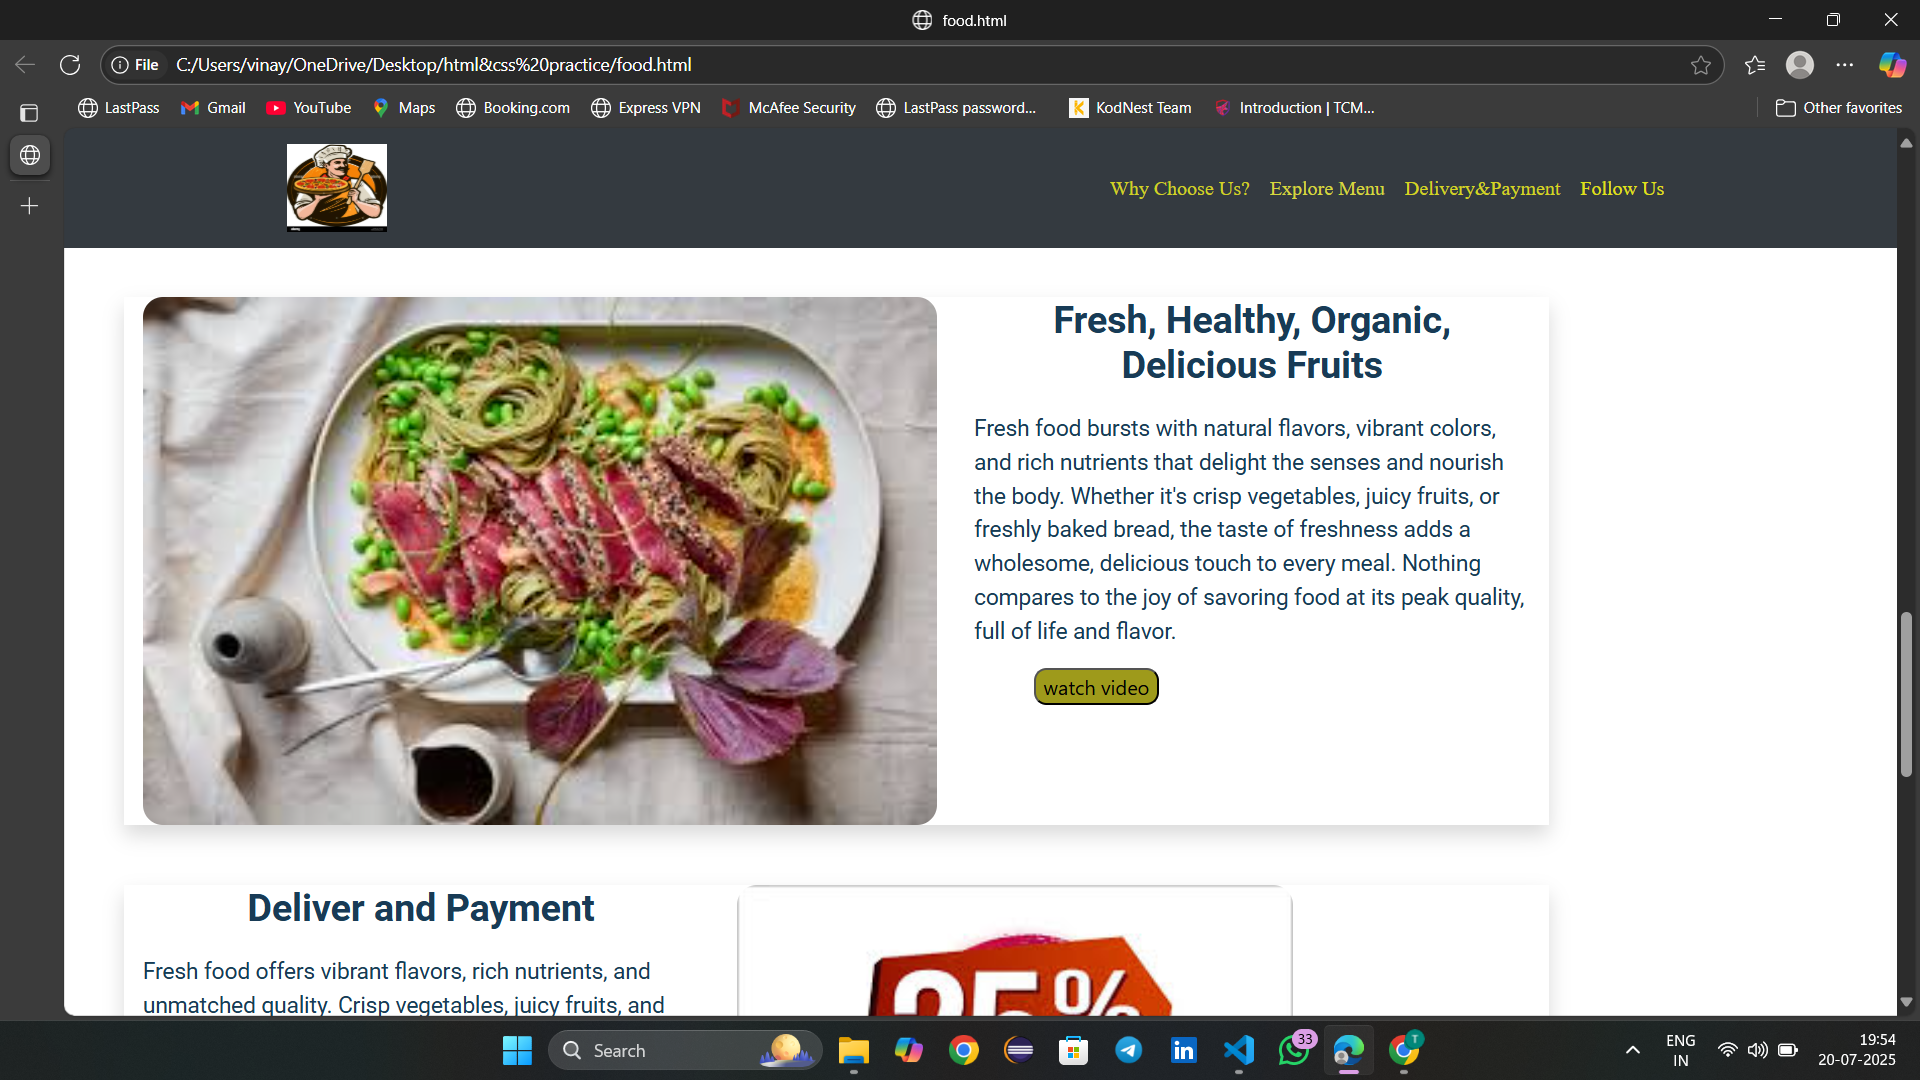 food.html
File C:/Users/vinay/OneDrive/Desktop/html&css%20practice/food.html
LastPass Gmail YouTube Maps Booking.com Express VPN McAfee Security LastPass password... KodNest Team Introduction | TCM... Other favorites
Why Choose Us? Explore Menu Delivery&Payment Follow Us
Fresh, Healthy, Organic,
Delicious Fruits
Fresh food bursts with natural flavors, vibrant colors,
and rich nutrients that delight the senses and nourish
the body. Whether it's crisp vegetables, juicy fruits, or
freshly baked bread, the taste of freshness adds a
wholesome, delicious touch to every meal. Nothing
compares to the joy of savoring food at its peak quality,
full of life and flavor.
watch video
Deliver and Payment
Fresh food offers vibrant flavors, rich nutrients, and
unmatched quality. Crisp vegetables, juicy fruits, and
25%
Search
33
T
ENG
IN
19:54
20-07-2025